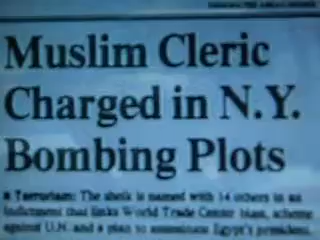 Muslim Cleric
Charged in N.Y.
Bombing Plots
■ Terrorism: The sheik is named with 14 others in an
indictment that links World Trade Center blast, scheme
against U.N. and a plan to assassinate Egypt's president.